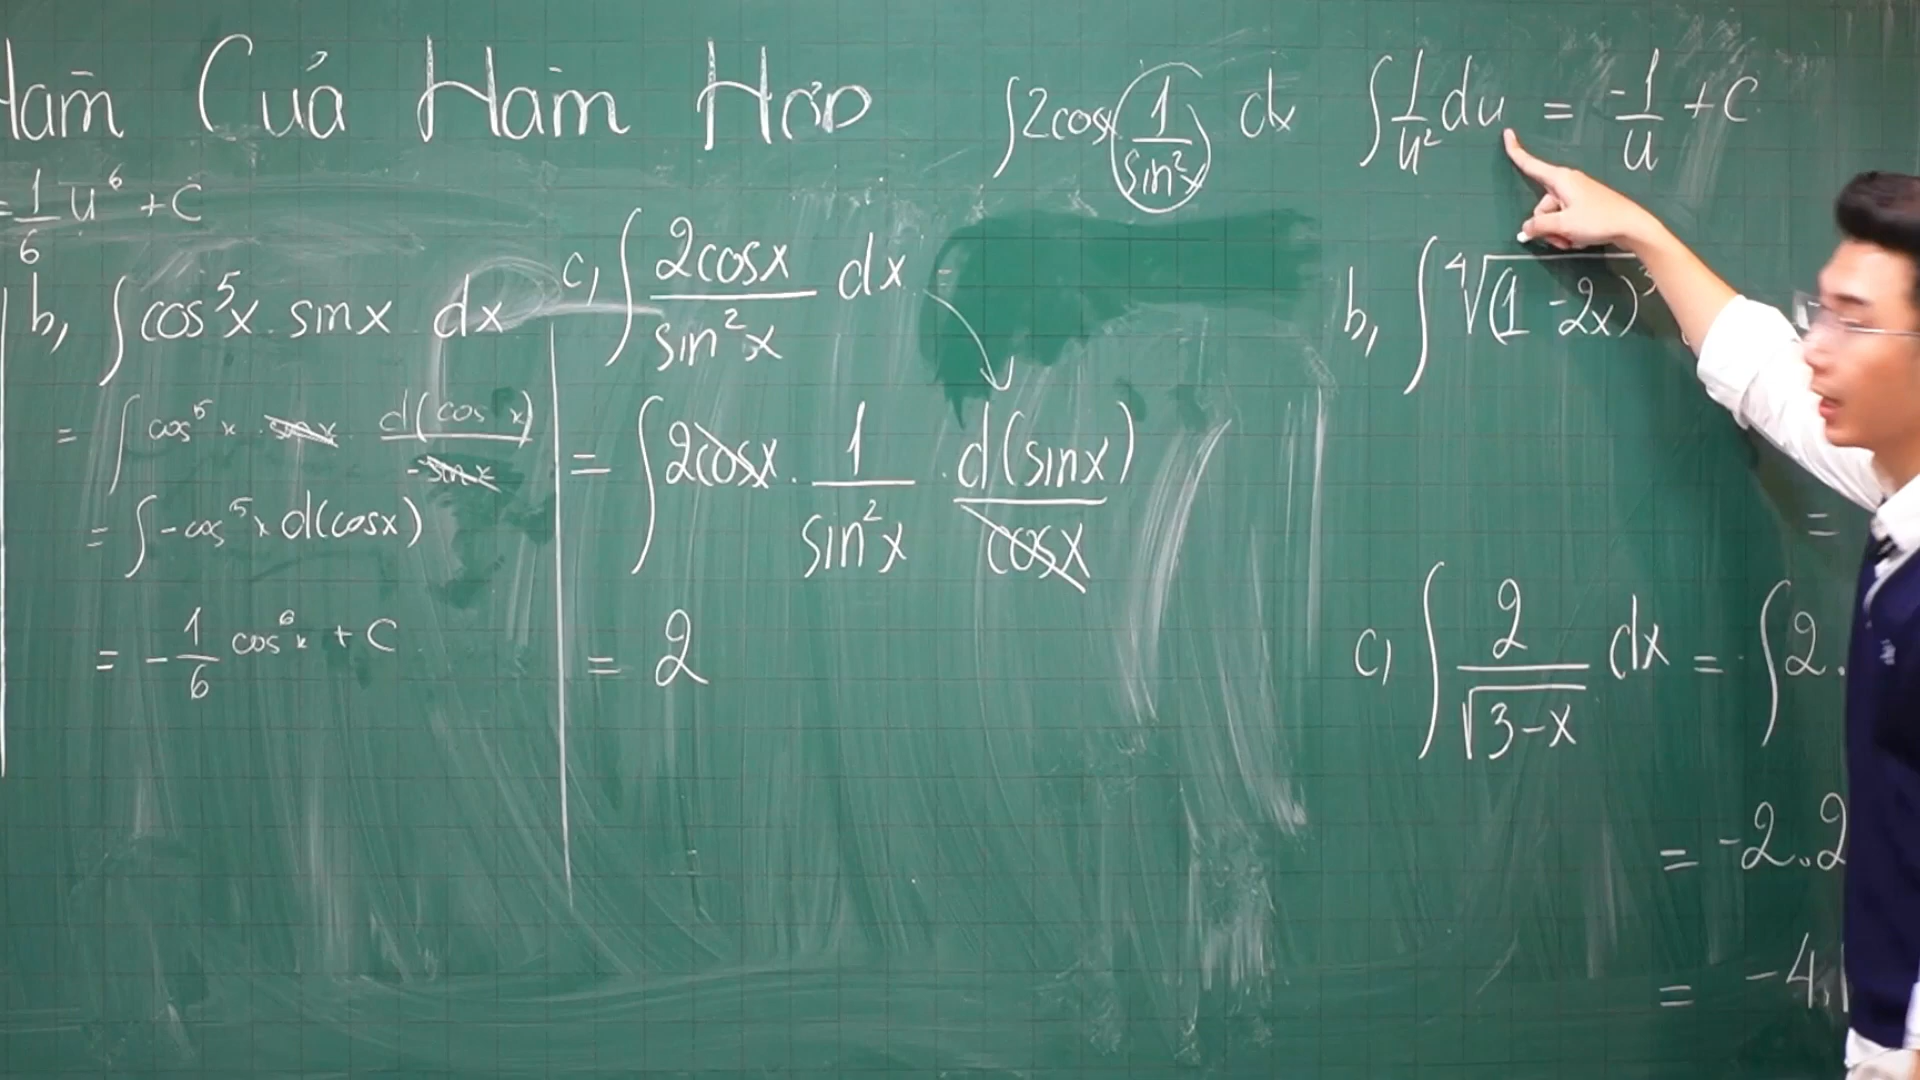 Hàm Của Hàm Hợp
∫2cosx 1/sin²x dx
∫1/u² du = -1/u + C
= 1/6 u⁶ + C
b, ∫cos⁵x. sinx dx
= ∫cos⁵x . sinx . d(cosx)/-sinx
= ∫-cos⁵x d(cosx)
= -1/6 cos⁶x + C
c, ∫2cosx/sin²x dx =
= ∫2cosx . 1/sin²x . d(sinx)/cosx
= 2
b, ∫⁴√(1-2x)³
=
c, ∫2/√3-x dx = ∫2.
= -2.2